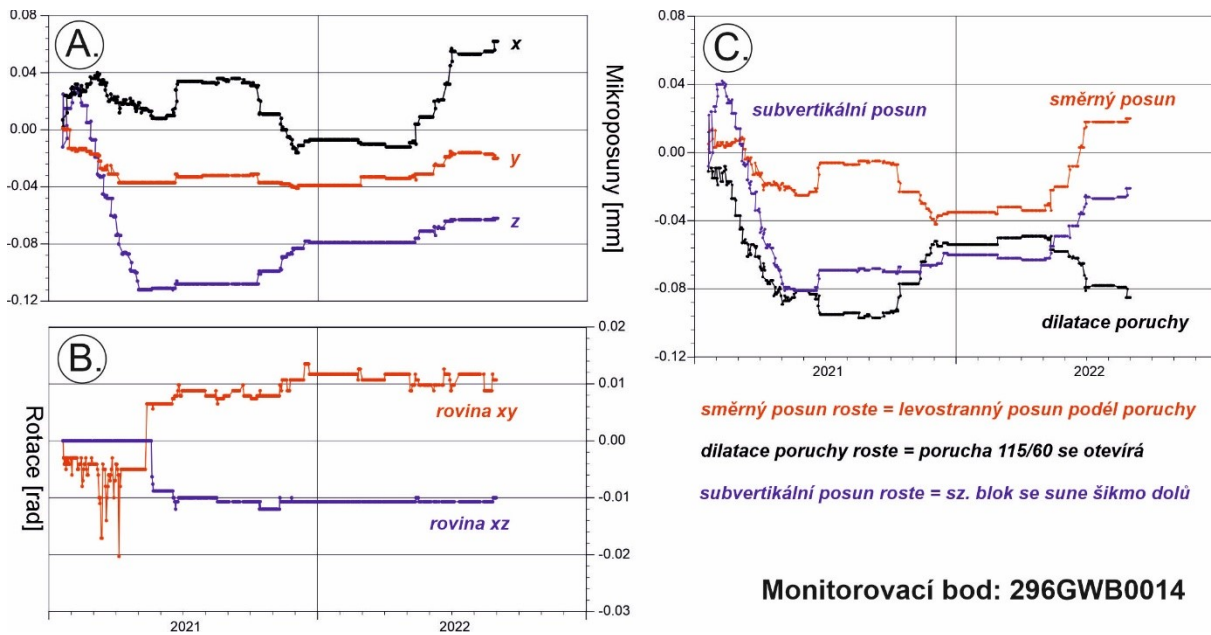 A.
0.08
0.04
0.00
-0.04
-0.08
-0.12
x
y
z
Mikroposuny [mm]
B.
0.02
0.01
0.00
-0.01
-0.02
-0.03
Rotace [rad]
rovina xy
rovina xz
2021
2022
C.
0.08
0.04
0.00
-0.04
-0.08
-0.12
subvertikální posun
směrný posun
dilatace poruchy
2021
2022
směrný posun roste = levostranný posun podél poruchy
dilatace poruchy roste = porucha 115/60 se otevírá
subvertikální posun roste = sz. blok se sune šikmo dolů
Monitorovací bod: 296GWB0014